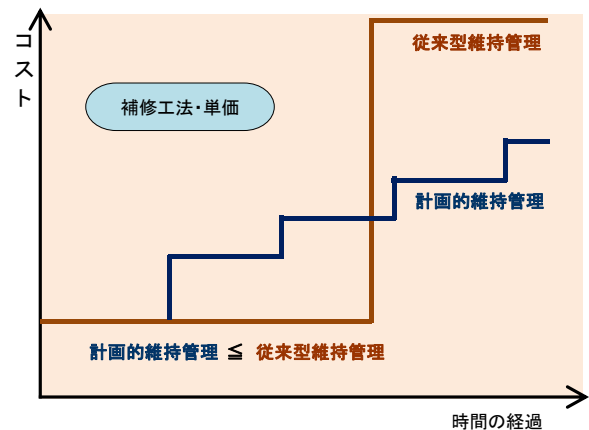 コスト
従来型維持管理
補修工法・単価
計画的維持管理
計画的維持管理 ≦ 従来型維持管理
時間の経過